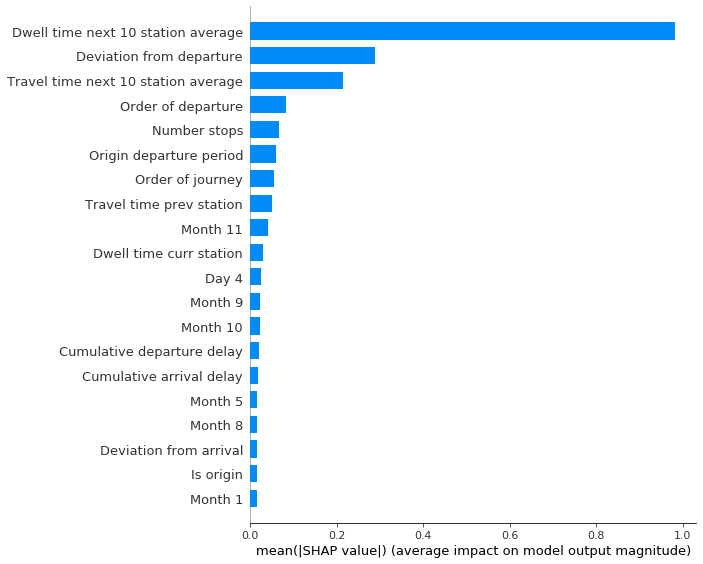 Dwell time next 10 station average
Deviation from departure
Travel time next 10 station average
Order of departure
Number stops
Origin departure period
Order of journey
Travel time prev station
Month 11
Dwell time curr station
Day 4
Month 9
Month 10
Cumulative departure delay
Cumulative arrival delay
Month 5
Month 8
Deviation from arrival
Is origin
Month 1
0.0 0.2 0.4 0.6 0.8 1.0
mean(|SHAP value|) (average impact on model output magnitude)